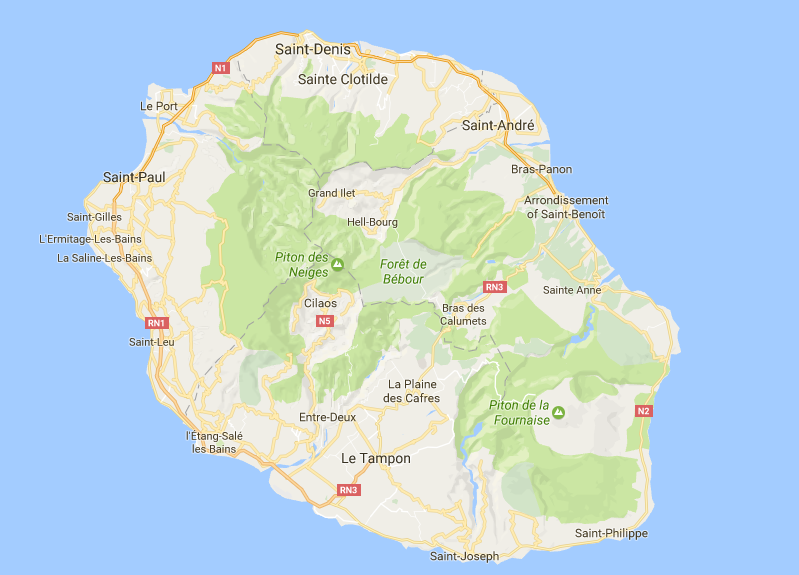 Saint-Denis
N1
Sainte Clotilde
Le Port
Saint-André
Bras-Panon
Saint-Paul
Grand Ilet
Arrondissement
of Saint-Benoît
Saint-Gilles
Hell-Bourg
L'Ermitage-Les-Bains
La Saline-Les-Bains
Piton des
Neiges
Forêt de
Bébour
RN3
Sainte Anne
Cilaos
N5
Bras des
Calumets
RN1
Saint-Leu
La Plaine
des Cafres
Piton de la
Fournaise
N2
Entre-Deux
l'Étang-Salé
les Bains
Le Tampon
RN3
Saint-Philippe
Saint-Joseph